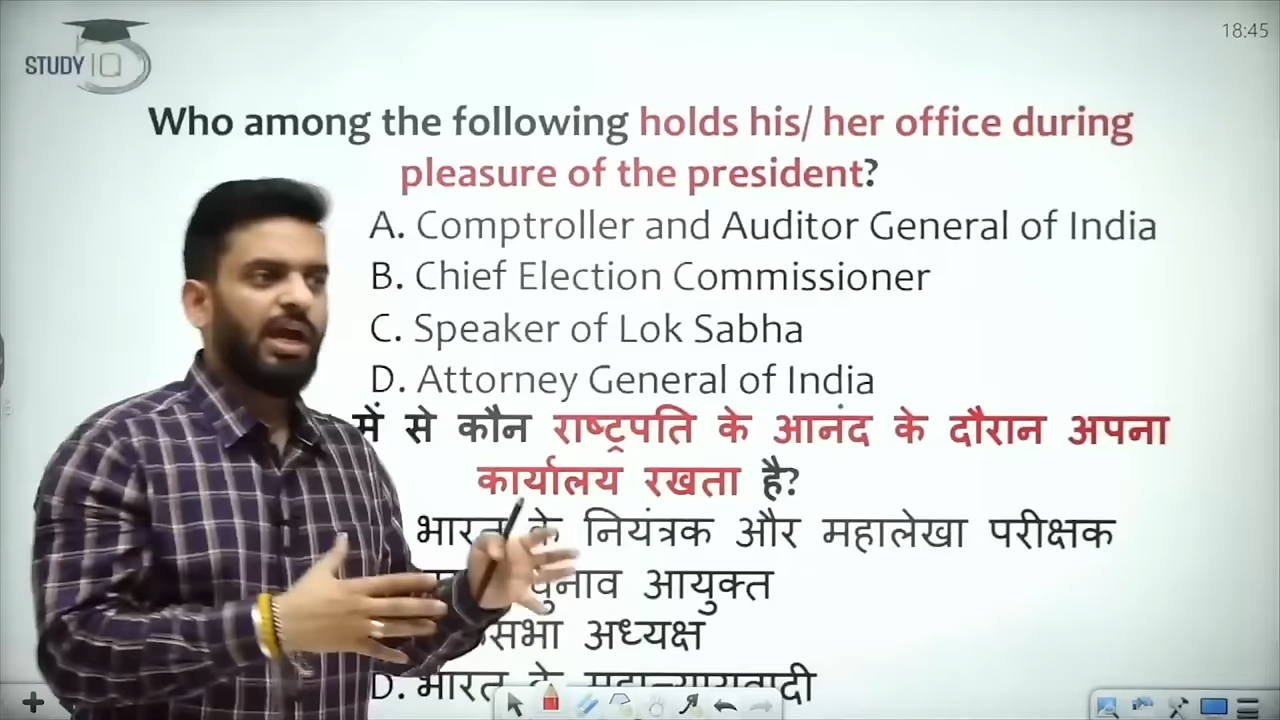 STUDY IQ
18:45
Who among the following holds his/ her office during
pleasure of the president?
A. Comptroller and Auditor General of India
B. Chief Election Commissioner
C. Speaker of Lok Sabha
D. Attorney General of India
में से कौन राष्ट्रपति के आनंद के दौरान अपना
कार्यालय रखता है?
भारत के नियंत्रक और महालेखा परीक्षक
चुनाव आयुक्त
अध्यक्ष
D. भारत के महान्यायवादी